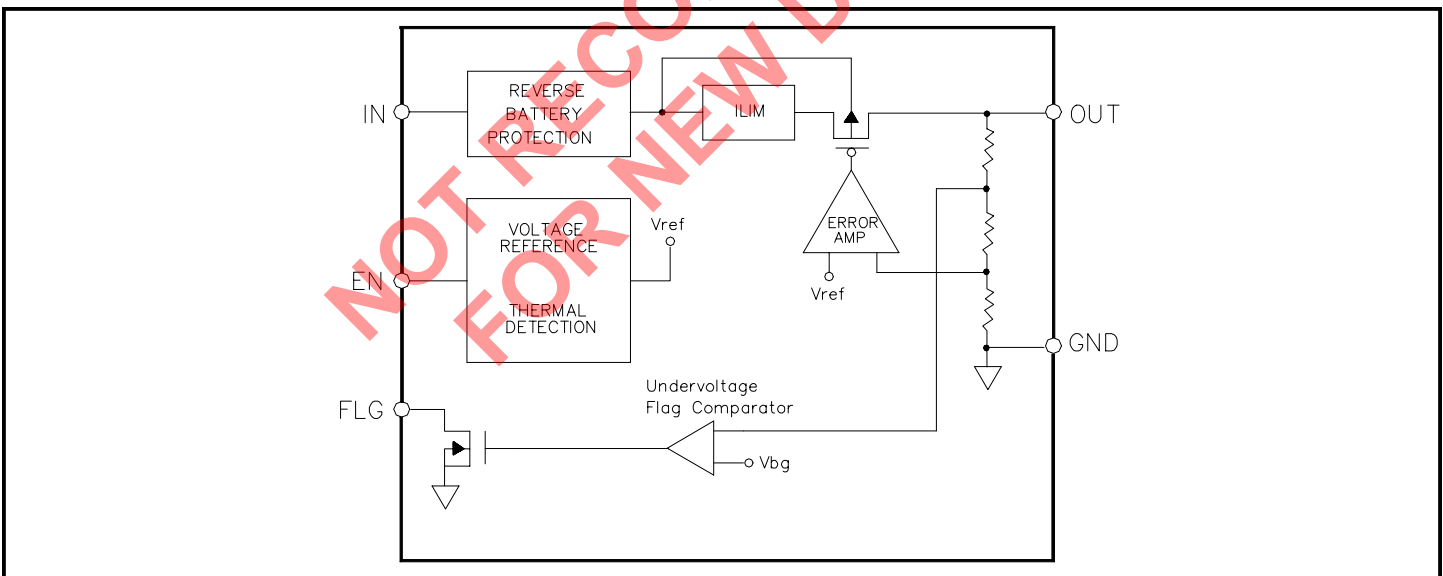 NOT RECO
FOR NEW D
IN
REVERSE
BATTERY
PROTECTION
ILIM
OUT
VOLTAGE
REFERENCE
THERMAL
DETECTION
Vref
ERROR
AMP
Vref
EN
GND
Undervoltage
Flag Comparator
FLG
Vbg